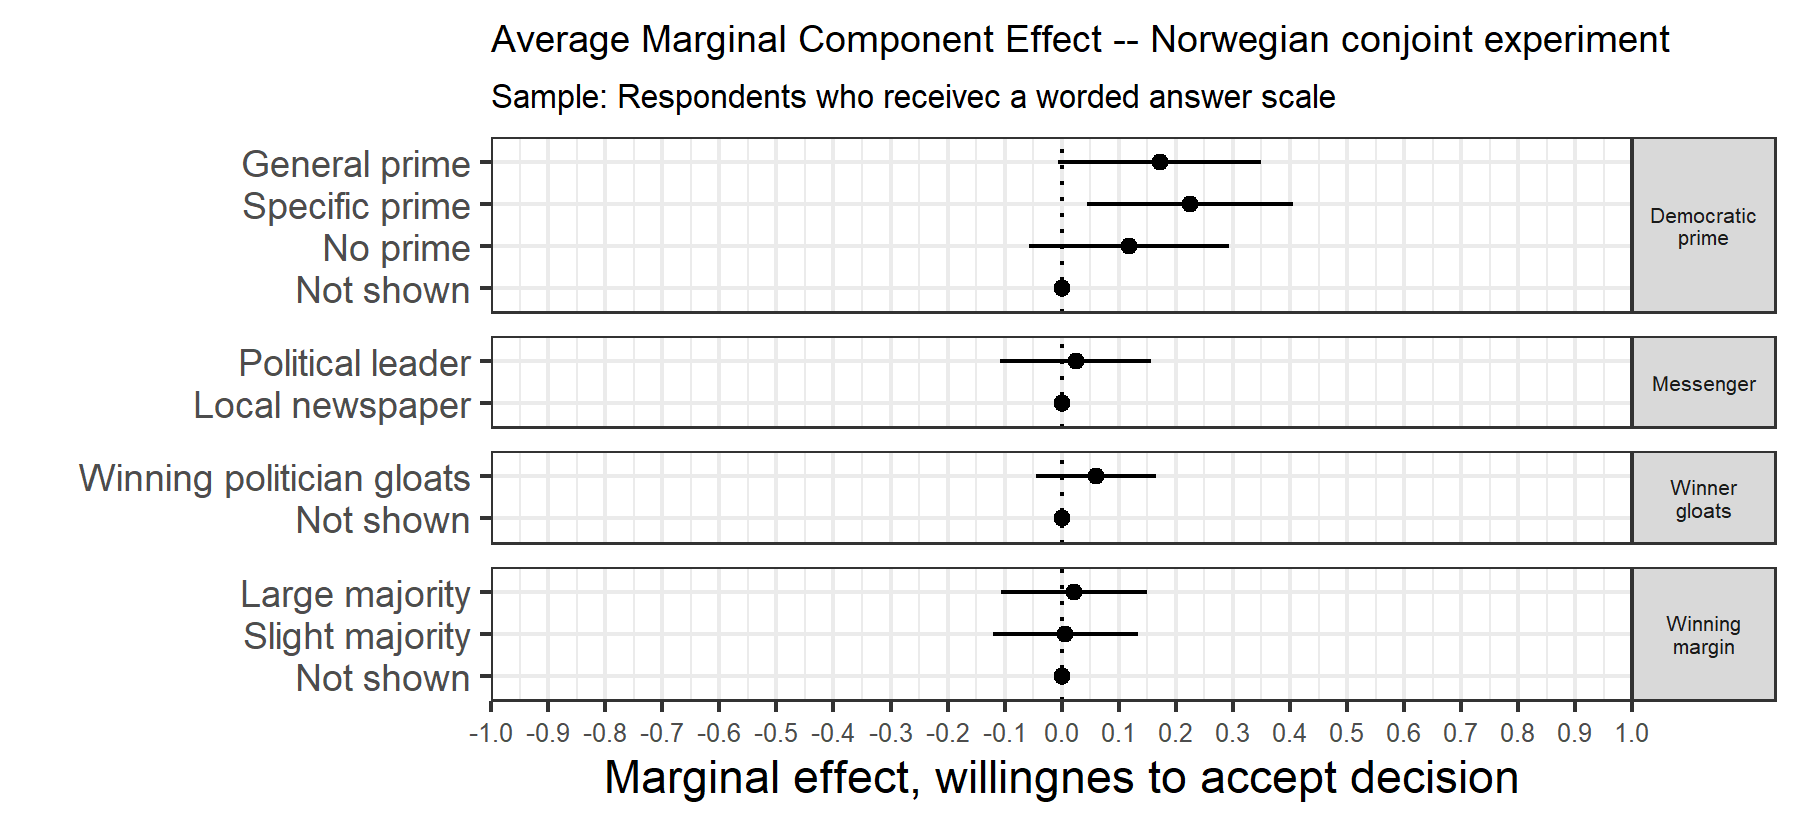 Average Marginal Component Effect -- Norwegian conjoint experiment
Sample: Respondents who receivec a worded answer scale
General prime
Specific prime
No prime
Not shown
Democratic
prime
Political leader
Local newspaper
Messenger
Winning politician gloats
Not shown
Winner
gloats
Large majority
Slight majority
Not shown
Winning
margin
-1.0 -0.9 -0.8 -0.7 -0.6 -0.5 -0.4 -0.3 -0.2 -0.1 0.0 0.1 0.2 0.3 0.4 0.5 0.6 0.7 0.8 0.9 1.0
Marginal effect, willingnes to accept decision